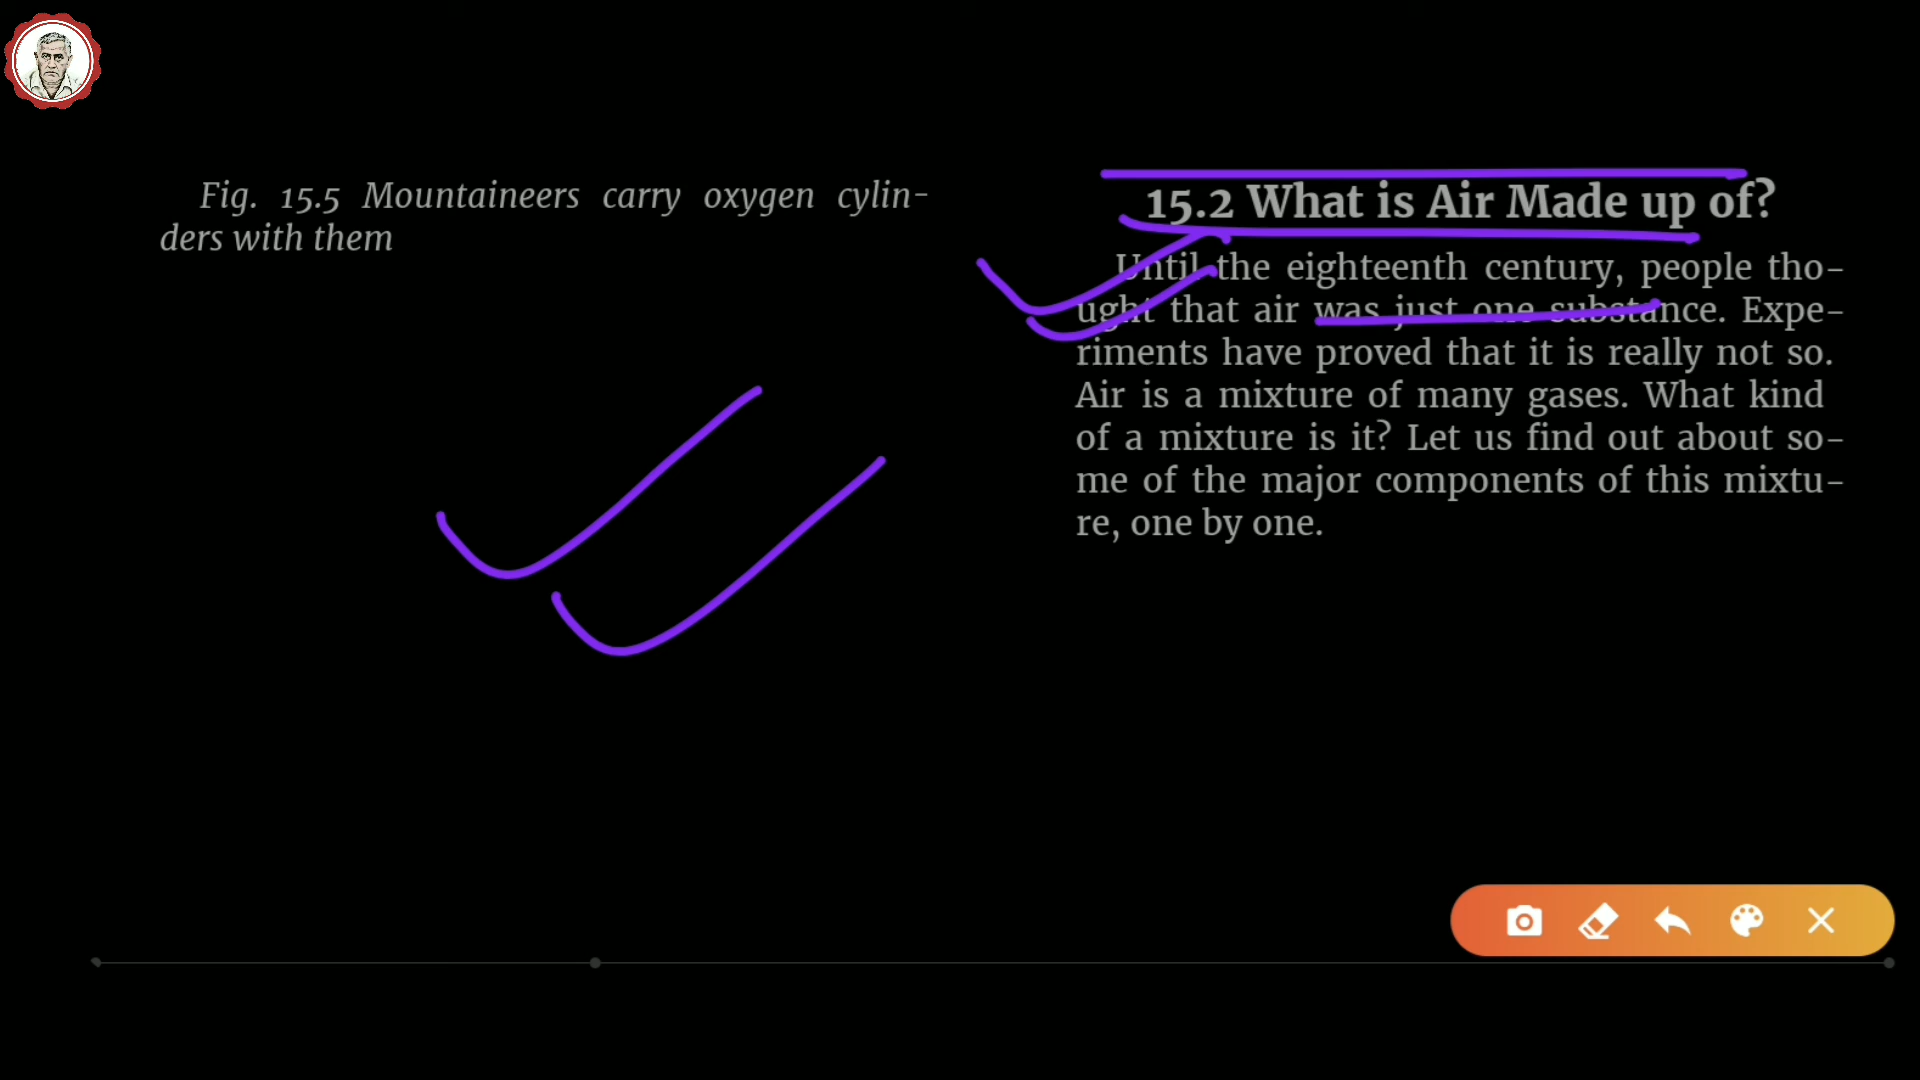 Fig. 15.5 Mountaineers carry oxygen cylin-
ders with them
15.2 What is Air Made up of?
Until the eighteenth century, people tho-
ught that air was just one substance. Expe-
riments have proved that it is really not so.
Air is a mixture of many gases. What kind
of a mixture is it? Let us find out about so-
me of the major components of this mixtu-
re, one by one.